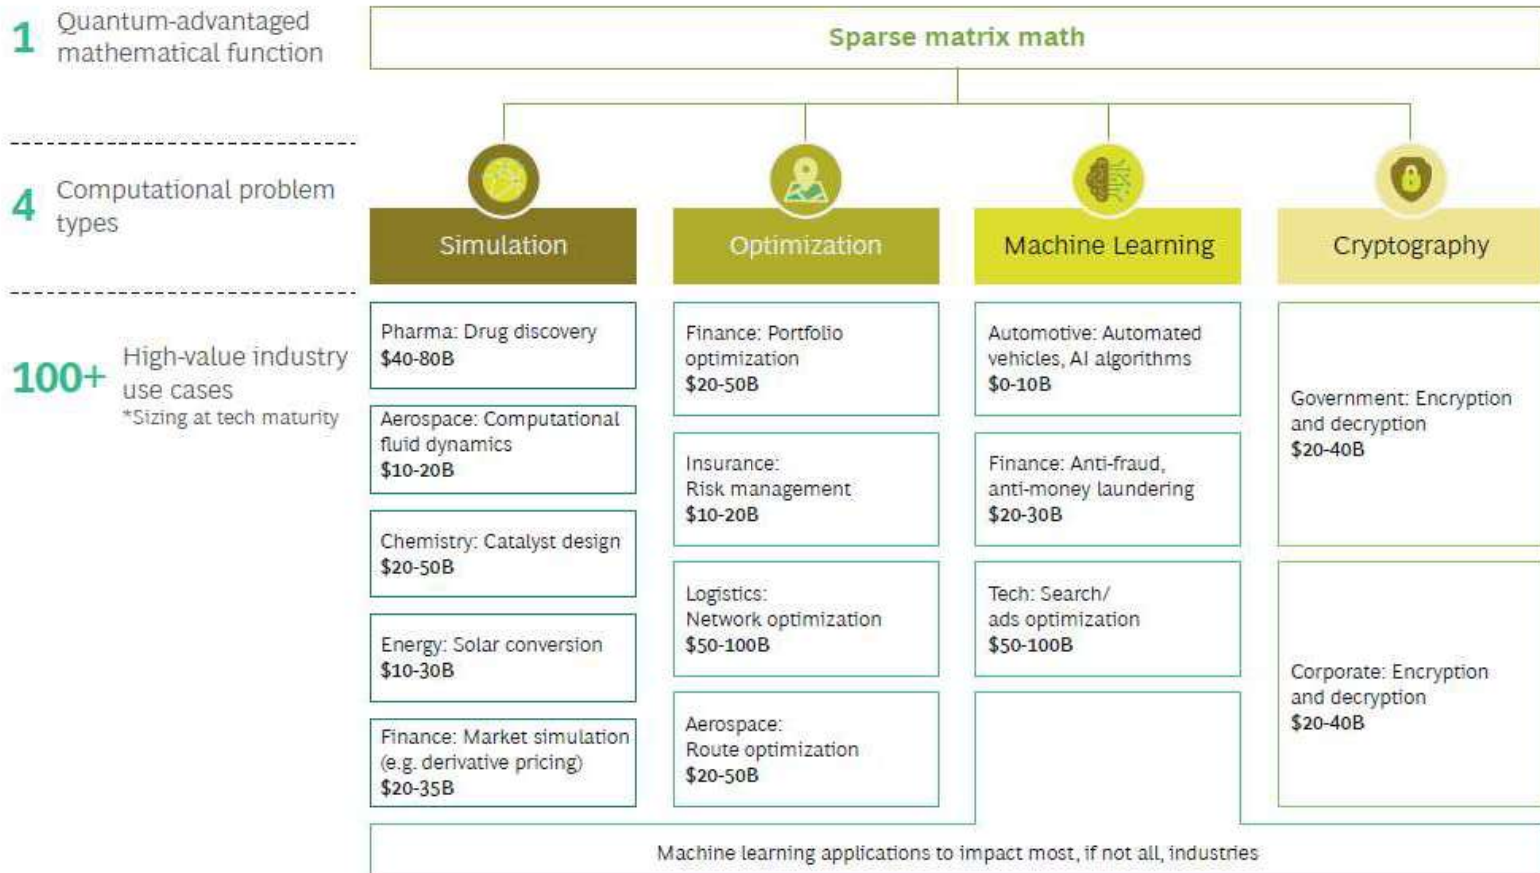 1
Quantum-advantaged
mathematical function
Sparse matrix math
4
Computational problem
types
Simulation
Optimization
Machine Learning
Cryptography
100+
High-value industry
use cases
*Sizing at tech maturity
Pharma: Drug discovery
$40-80B
Aerospace: Computational
fluid dynamics
$10-20B
Chemistry: Catalyst design
$20-50B
Energy: Solar conversion
$10-30B
Finance: Market simulation
(e.g. derivative pricing)
$20-35B
Finance: Portfolio
optimization
$20-50B
Insurance:
Risk management
$10-20B
Logistics:
Network optimization
$50-100B
Aerospace:
Route optimization
$20-50B
Automotive: Automated
vehicles, AI algorithms
$0-10B
Finance: Anti-fraud,
anti-money laundering
$20-30B
Tech: Search/
ads optimization
$50-100B
Government: Encryption
and decryption
$20-40B
Corporate: Encryption
and decryption
$20-40B
Machine learning applications to impact most, if not all, industries